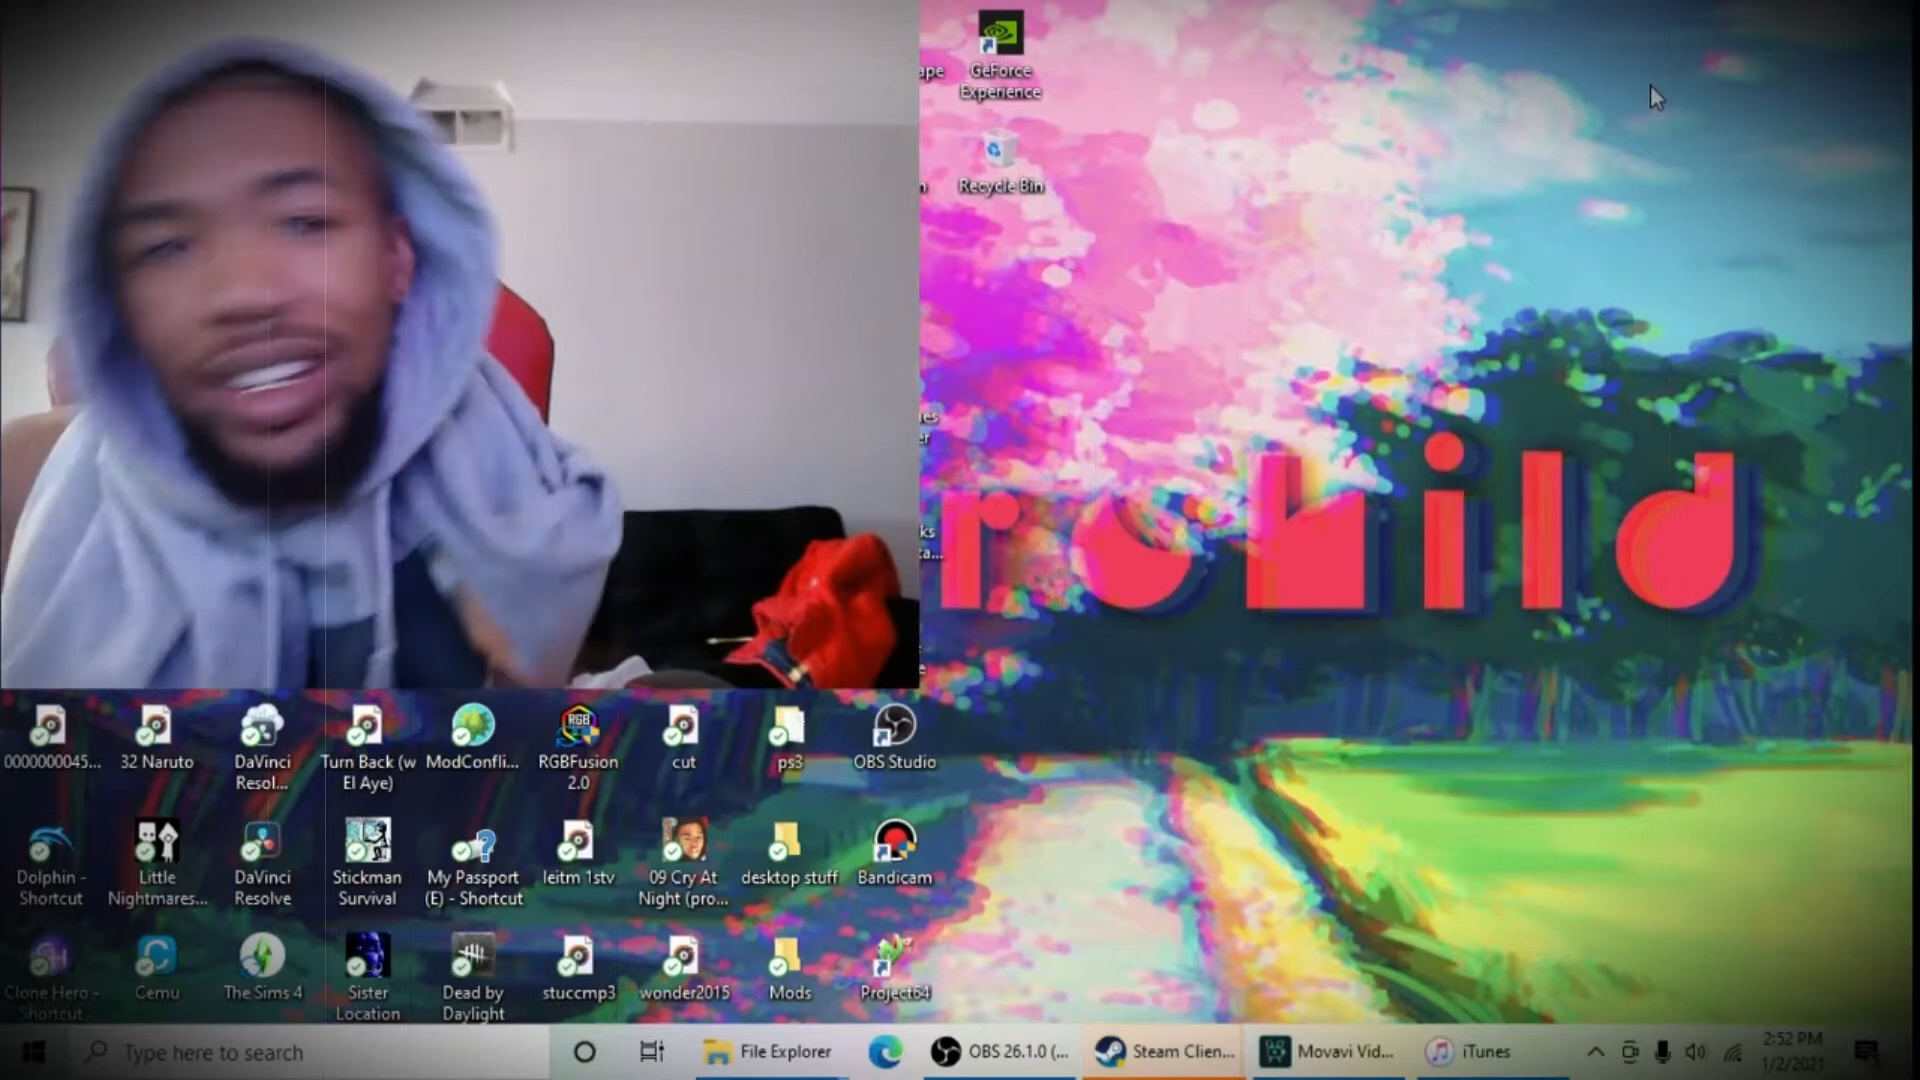 GeForce
Experience
Recycle Bin
rchild
0000000045...
32 Naruto
DaVinci
Resol...
Turn Back (w
El Aye)
ModConfli...
RGB
RGBFusion
2.0
cut
ps3
OBS Studio
Dolphin -
Shortcut
Little
Nightmares...
DaVinci
Resolve
Stickman
Survival
My Passport
(E) - Shortcut
leitm 1stv
09 Cry At
Night (pro...
desktop stuff
Bandicam
Clone Hero -
Shortcut
Cemu
The Sims 4
Sister
Location
Dead by
Daylight
stuccmp3
wonder2015
Mods
Project64
Type here to search
File Explorer
OBS 26.1.0 (...
Steam Clien...
Movavi Vid...
iTunes
2:52 PM
1/2/2021